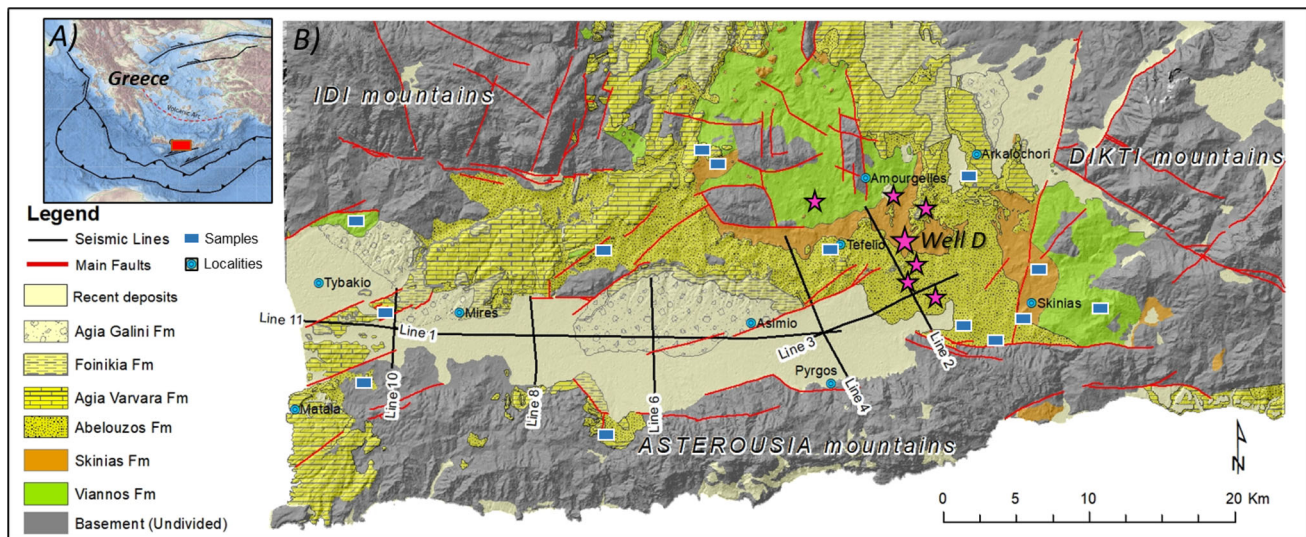 A)
Greece
Volcanic Arc
Legend
Seismic Lines
Samples
Main Faults
Localities
Recent deposits
Agia Galini Fm
Foinikia Fm
Agia Varvara Fm
Abelouzos Fm
Skinias Fm
Viannos Fm
Basement (Undivided)
B)
IDI mountains
DIKTI mountains
Arkalochori
Amourgelles
Tefelio
Well D
Tybakio
Skinias
Mires
Asimio
Line 11
Line 1
Line 3
Line 2
Pyrgos
Line 10
Line 8
Line 6
Line 4
Matala
ASTEROUSIA mountains
N
0 5 10 20 Km